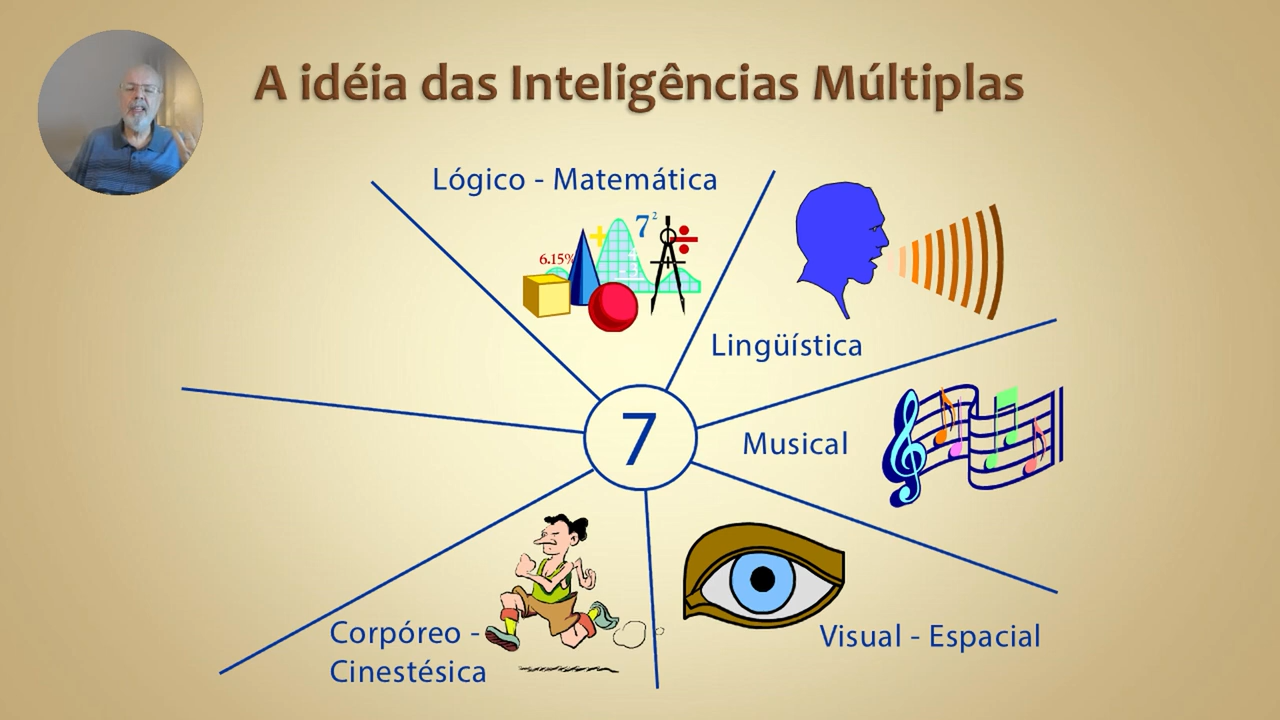 A idéia das Inteligências Múltiplas
Lógico - Matemática
7²
6.15%
Lingüística
7
Musical
Visual - Espacial
Corpóreo -
Cinestésica